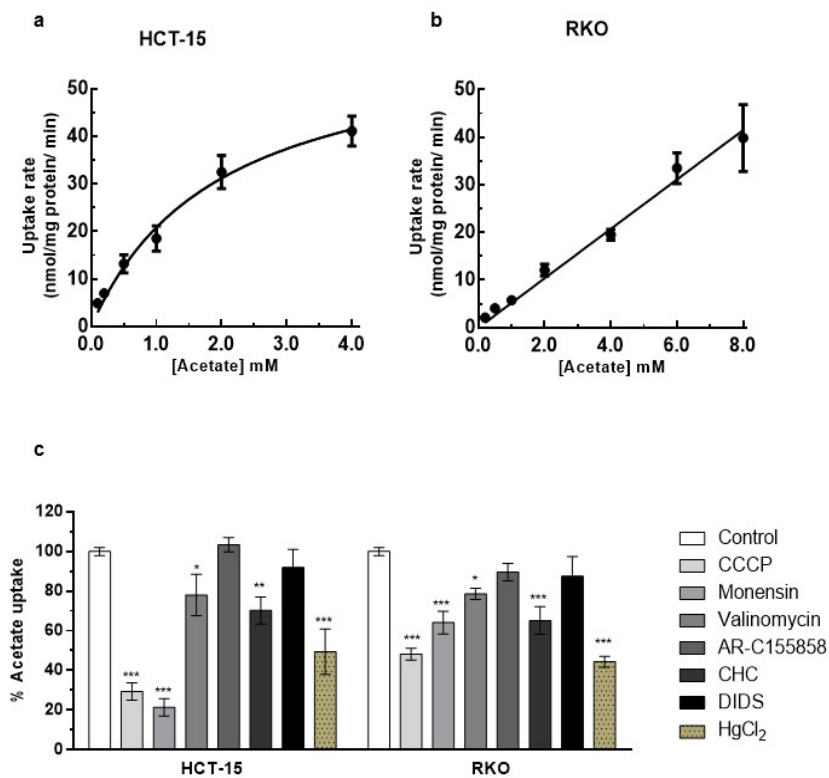 a
HCT-15
50
40
30
20
10
0
Uptake rate
(nmol/mg protein/ min)
0.0 1.0 2.0 3.0 4.0
[Acetate] mM
b
RKO
50
40
30
20
10
0
Uptake rate
(nmol/mg protein/ min)
0.0 2.0 4.0 6.0 8.0
[Acetate] mM
c
120
100
80
60
40
20
0
% Acetate uptake
*** *** * ** ***
*** *** * *** ***
HCT-15 RKO
Control
CCCP
Monensin
Valinomycin
AR-C155858
CHC
DIDS
HgCl₂